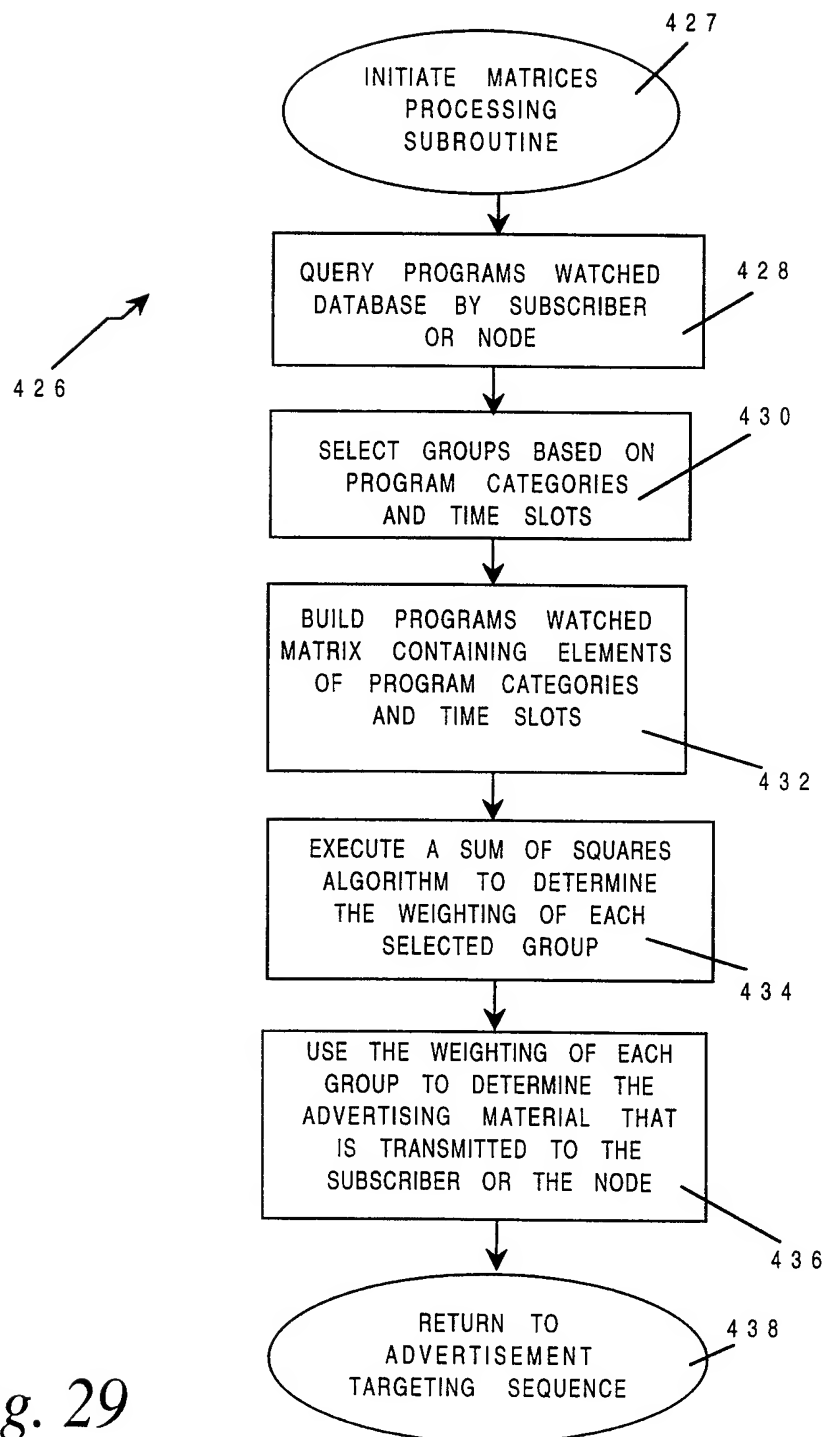 427
INITIATE MATRICES
PROCESSING
SUBROUTINE
QUERY PROGRAMS WATCHED
DATABASE BY SUBSCRIBER
OR NODE
428
426
SELECT GROUPS BASED ON
PROGRAM CATEGORIES
AND TIME SLOTS
430
BUILD PROGRAMS WATCHED
MATRIX CONTAINING ELEMENTS
OF PROGRAM CATEGORIES
AND TIME SLOTS
432
EXECUTE A SUM OF SQUARES
ALGORITHM TO DETERMINE
THE WEIGHTING OF EACH
SELECTED GROUP
434
USE THE WEIGHTING OF EACH
GROUP TO DETERMINE THE
ADVERTISING MATERIAL THAT
IS TRANSMITTED TO THE
SUBSCRIBER OR THE NODE
436
RETURN TO
ADVERTISEMENT
TARGETING SEQUENCE
438
g. 29